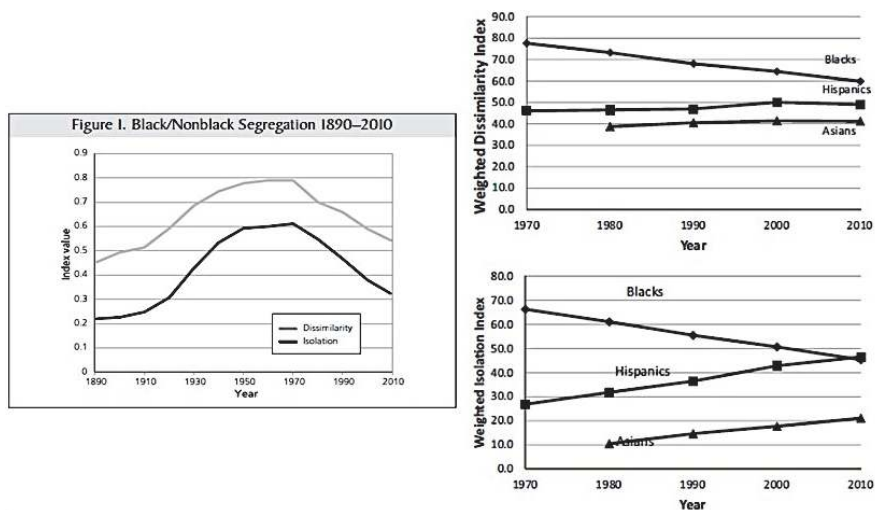 Figure 1. Black/Nonblack Segregation 1890–2010
Index value
0.9
0.8
0.7
0.6
0.5
0.4
0.3
0.2
0.1
0
Dissimilarity
Isolation
1890 1910 1930 1950 1970 1990 2010
Year
Weighted Dissimilarity Index
90.0
80.0
70.0
60.0
50.0
40.0
30.0
20.0
10.0
0.0
Blacks
Hispanics
Asians
1970 1980 1990 2000 2010
Year
Weighted Isolation Index
80.0
70.0
60.0
50.0
40.0
30.0
20.0
10.0
0.0
Blacks
Hispanics
Asians
1970 1980 1990 2000 2010
Year